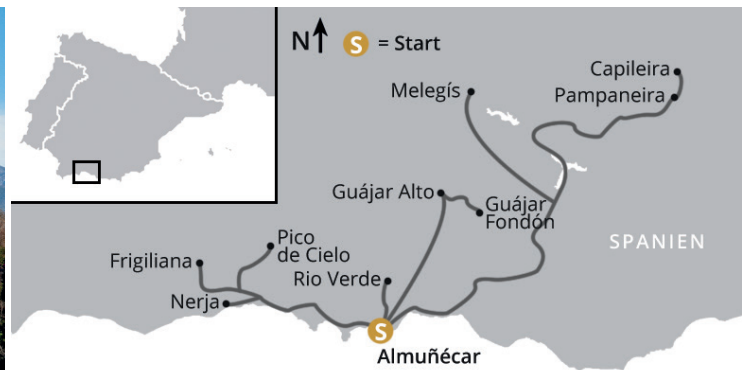 N S = Start
Capileira
Melegís
Pampaneira
Guájar Alto
Guájar
Fondón
Pico
de Cielo
SPANIEN
Frigiliana
Rio Verde
Nerja
S
Almuñécar